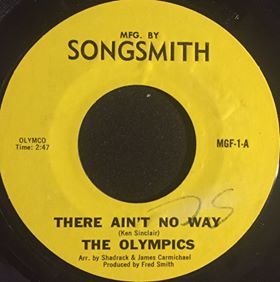 MFG. BY
SONGSMITH
OLYMCO
Time: 2:47
MGF-1-A
THERE AIN'T NO WAY
(Ken Sinclair)
THE OLYMPICS
Arr. by Shadrack & James Carmichael
Produced by Fred Smith